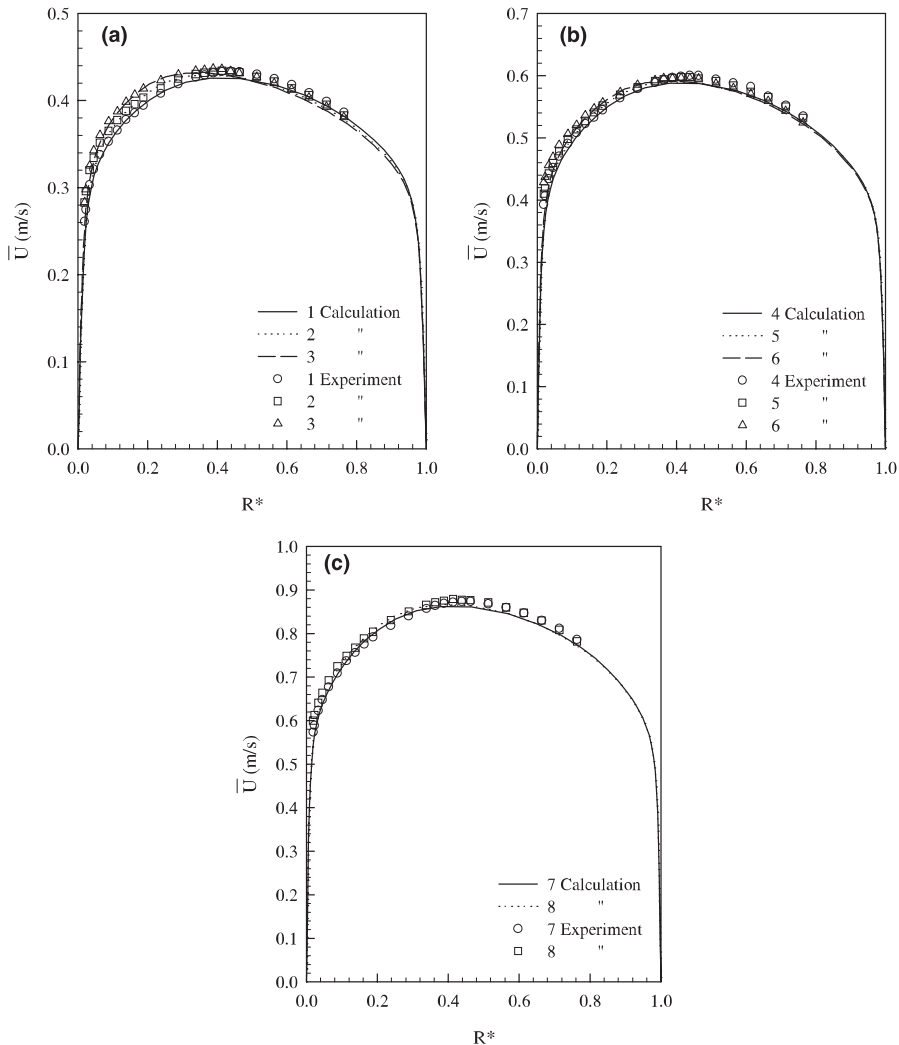 (a)
0.5
0.4
0.3
0.2
0.1
0.0
U (m/s)
1 Calculation
2 "
3 "
1 Experiment
2 "
3 "
0.0 0.2 0.4 0.6 0.8 1.0
R*
(b)
0.7
0.6
0.5
0.4
0.3
0.2
0.1
0.0
U (m/s)
4 Calculation
5 "
6 "
4 Experiment
5 "
6 "
0.0 0.2 0.4 0.6 0.8 1.0
R*
(c)
1.0
0.9
0.8
0.7
0.6
0.5
0.4
0.3
0.2
0.1
0.0
U (m/s)
7 Calculation
8 "
7 Experiment
8 "
0.0 0.2 0.4 0.6 0.8 1.0
R*